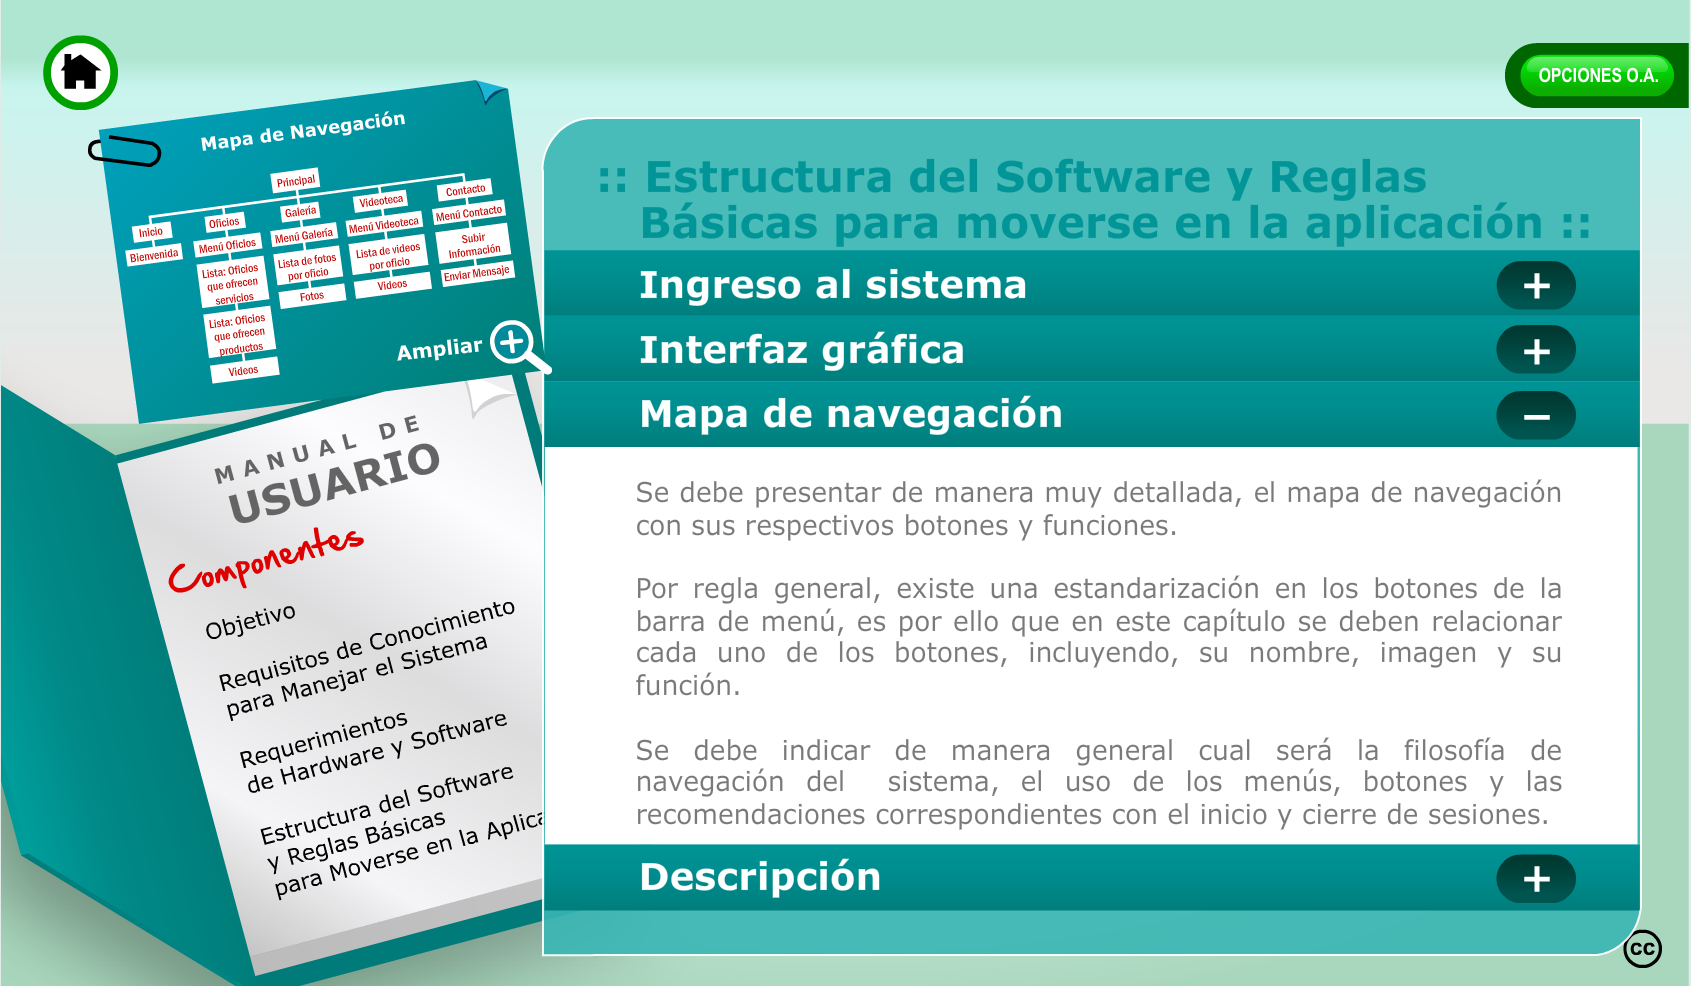 OPCIONES O.A.
Mapa de Navegación
Principal
Inicio
Bienvenida
Oficios
Menú Oficios
Lista: Oficios
que ofrecen
servicios
Lista: Oficios
que ofrecen
productos
Videos
Galería
Menú Galería
Lista de fotos
por oficio
Fotos
Videoteca
Menú Videoteca
Lista de videos
por oficio
Videos
Contacto
Menú Contacto
Subir
Información
Enviar Mensaje
Ampliar
MANUAL DE
USUARIO
Componentes
Objetivo
Requisitos de Conocimiento
para Manejar el Sistema
Requerimientos
de Hardware y Software
Estructura del Software
y Reglas Básicas
para Moverse en la Aplica
:: Estructura del Software y Reglas
Básicas para moverse en la aplicación ::
Ingreso al sistema +
Interfaz gráfica +
Mapa de navegación –
Se debe presentar de manera muy detallada, el mapa de navegación
con sus respectivos botones y funciones.
Por regla general, existe una estandarización en los botones de la
barra de menú, es por ello que en este capítulo se deben relacionar
cada uno de los botones, incluyendo, su nombre, imagen y su
función.
Se debe indicar de manera general cual será la filosofía de
navegación del sistema, el uso de los menús, botones y las
recomendaciones correspondientes con el inicio y cierre de sesiones.
Descripción +
cc